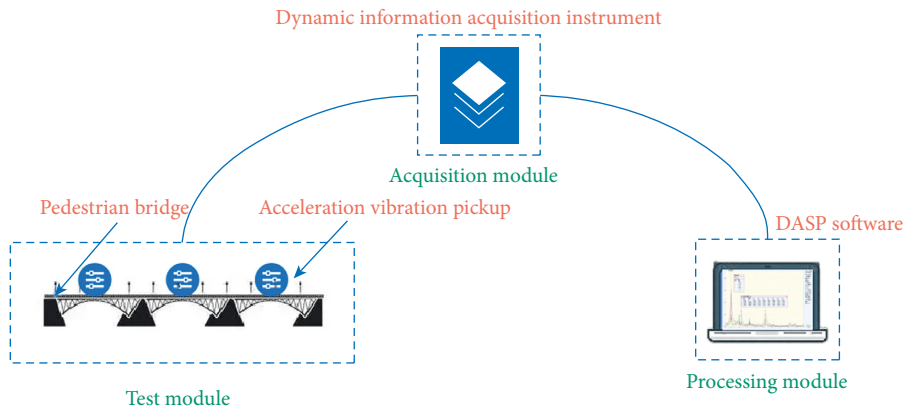 Dynamic information acquisition instrument
Acquisition module
Pedestrian bridge
Acceleration vibration pickup
DASP software
Test module
Processing module